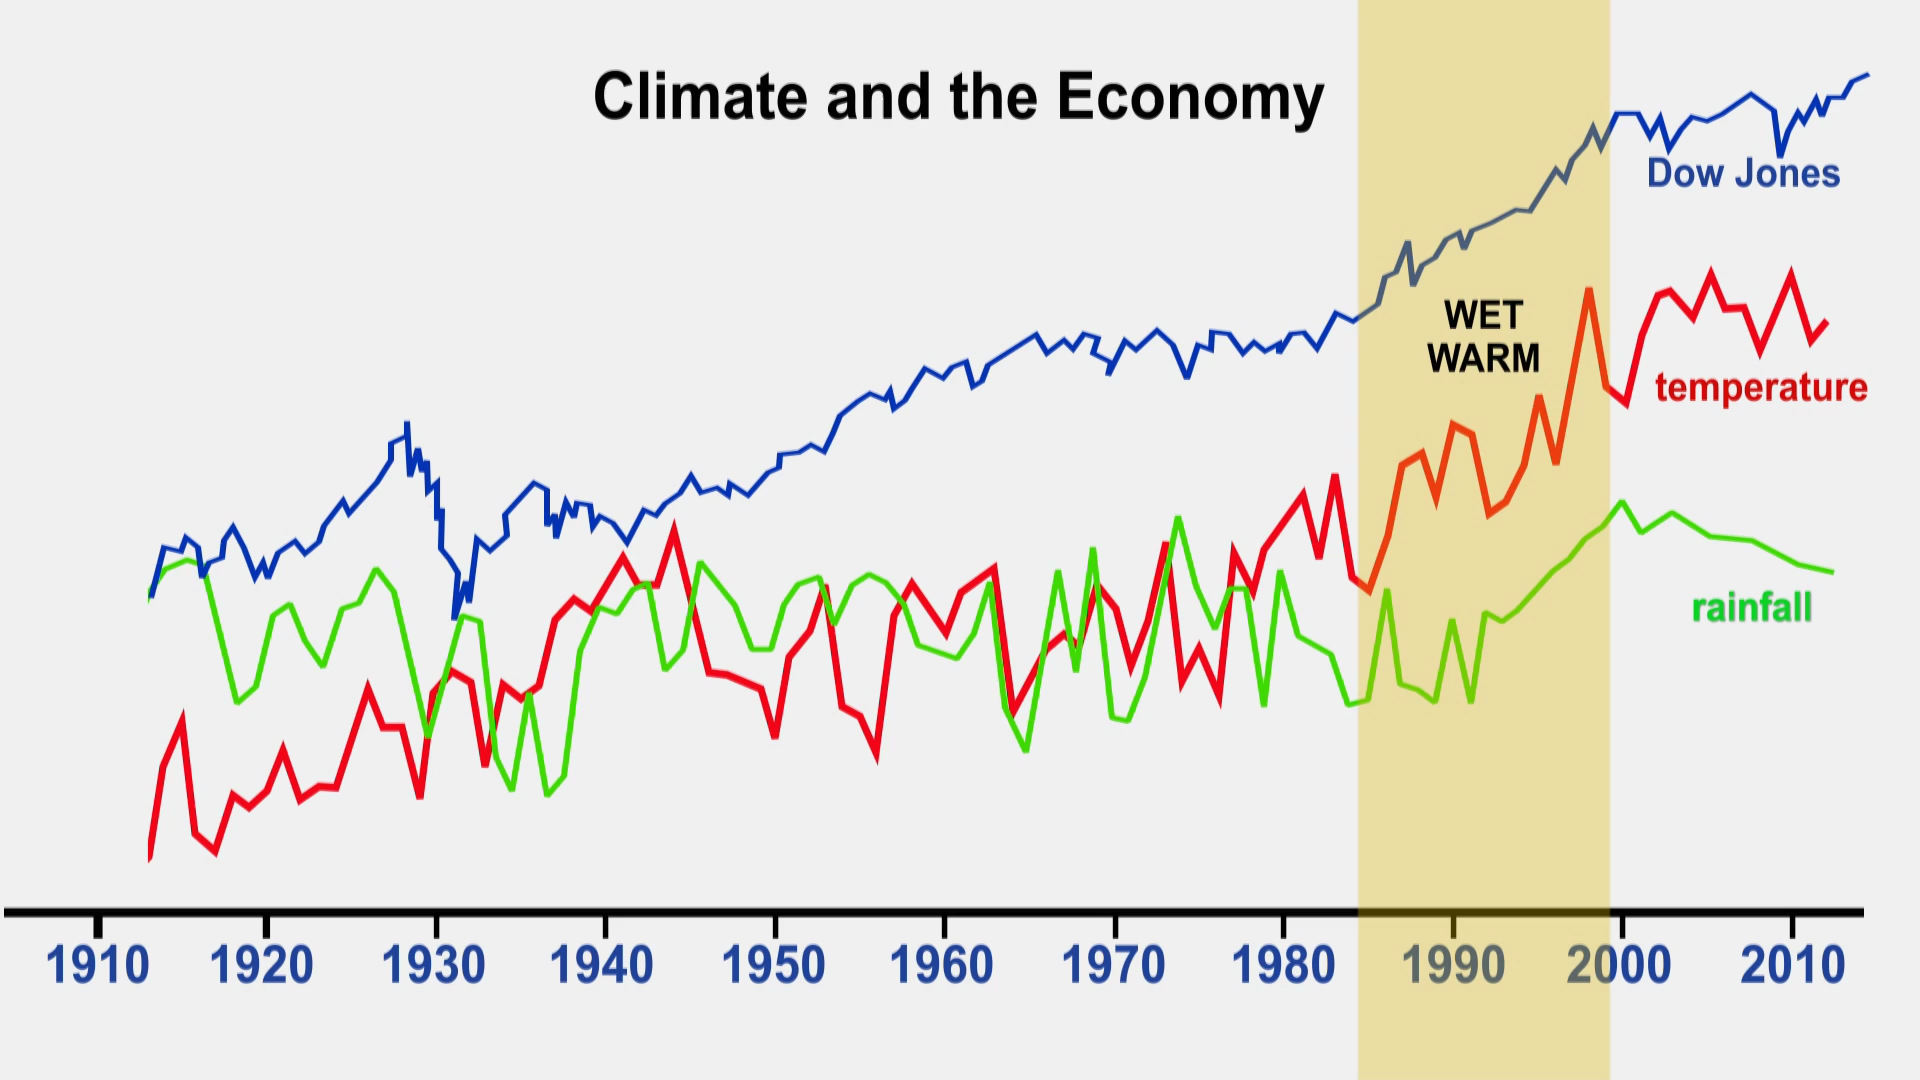 Climate and the Economy
Dow Jones
WET
WARM
temperature
rainfall
1910 1920 1930 1940 1950 1960 1970 1980 1990 2000 2010